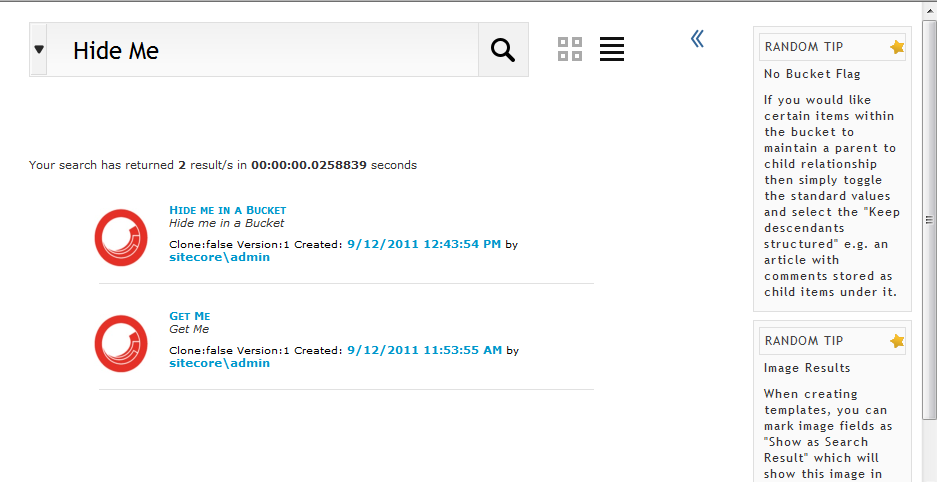 Hide Me
Your search has returned 2 result/s in 00:00:00.0258839 seconds
Hide me in a Bucket
Hide me in a Bucket
Clone:false Version:1 Created: 9/12/2011 12:43:54 PM by
sitecore\admin
Get Me
Get Me
Clone:false Version:1 Created: 9/12/2011 11:53:55 AM by
sitecore\admin
RANDOM TIP
No Bucket Flag
If you would like
certain items within
the bucket to
maintain a parent to
child relationship
then simply toggle
the standard values
and select the "Keep
descendants
structured" e.g. an
article with
comments stored as
child items under it.
RANDOM TIP
Image Results
When creating
templates, you can
mark image fields as
"Show as Search
Result" which will
show this image in